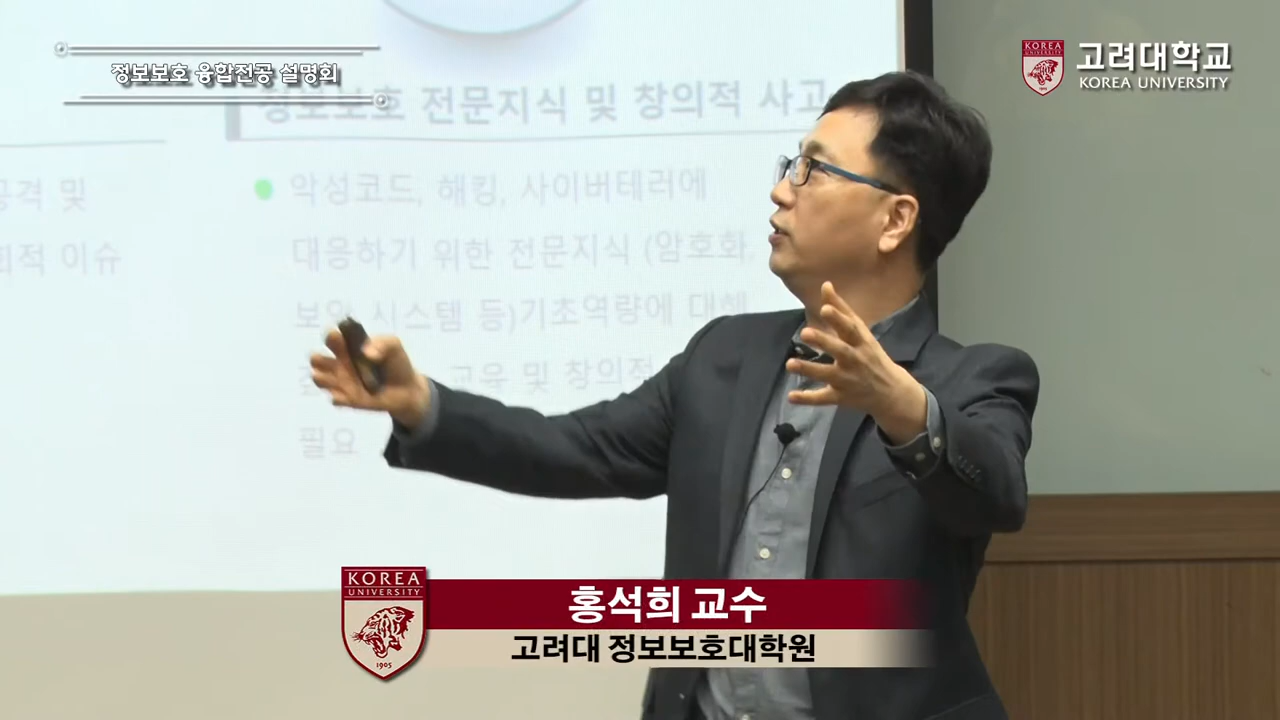 정보보호 융합전공 설명회
KOREA
1905
고려대학교
KOREA UNIVERSITY
정보보호 전문지식 및 창의적 사고
공격 및
회적 이슈
악성코드, 해킹, 사이버테러에
대응하기 위한 전문지식 (암호화,
보안, 시스템 등)기초역량에 대해
교육 및 창의적
필요
KOREA
UNIVERSITY
1905
홍석희 교수
고려대 정보보호대학원